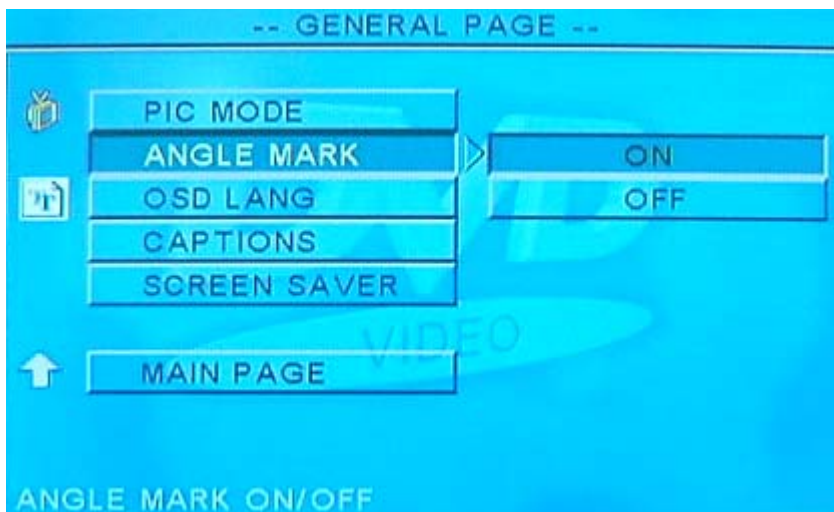 -- GENERAL PAGE --
PIC MODE
ANGLE MARK
ON
OSD LANG
OFF
CAPTIONS
SCREEN SAVER
VIDEO
MAIN PAGE
ANGLE MARK ON/OFF